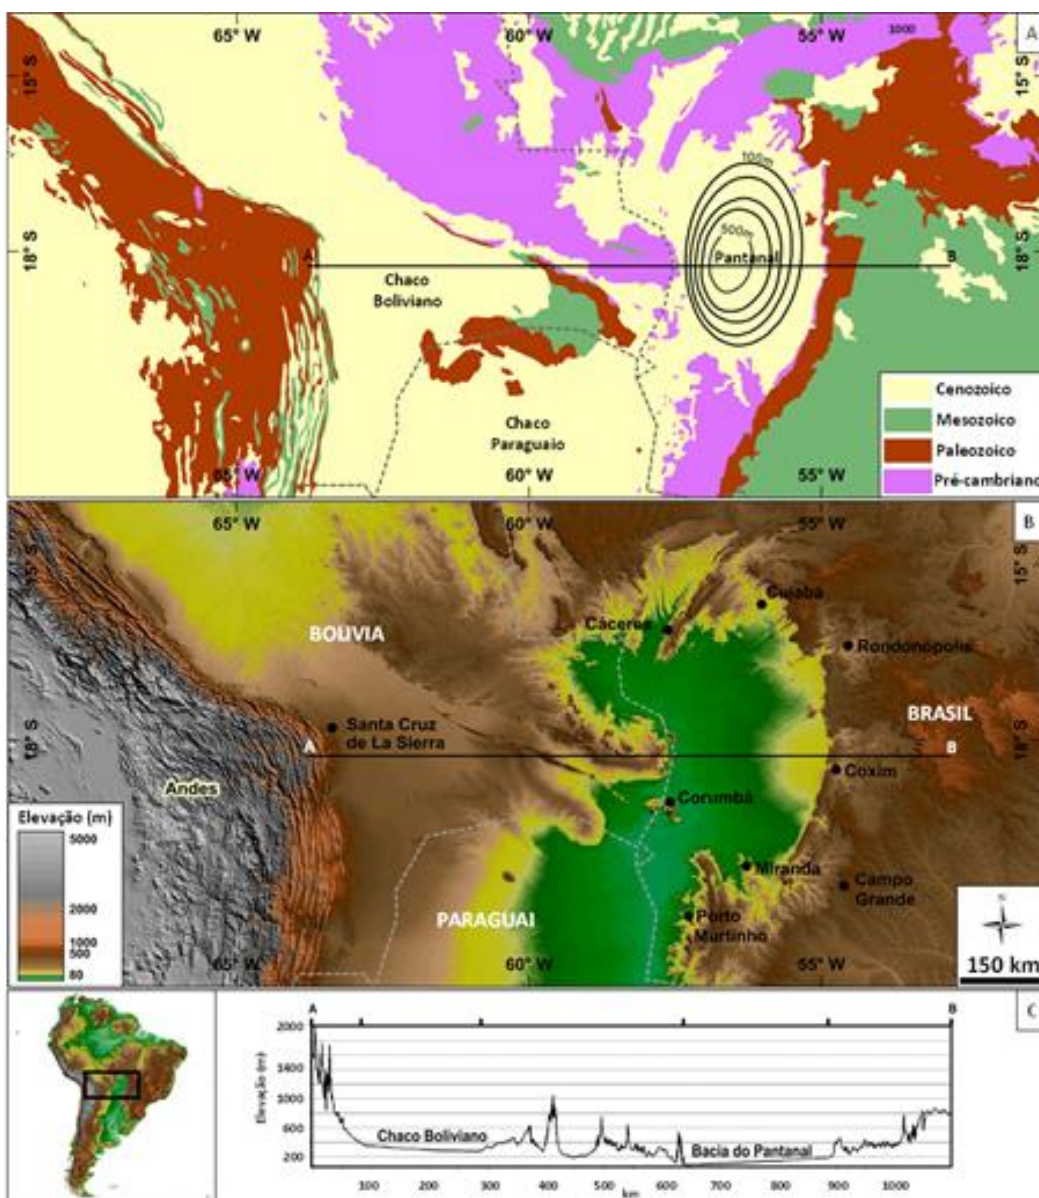 65° W
60° W
55° W
1000
A
15° S
15° S
100m
500m
Pantanal
18° S
18° S
A
B
Chaco
Boliviano
Chaco
Paraguaio
Cenozoico
Mesozoico
Paleozoico
Pré-cambriano
65° W
60° W
55° W
65° W
60° W
55° W
B
15° S
15° S
Cuiabá
Cáceres
BOLIVIA
Rondonópolis
BRASIL
Santa Cruz
de La Sierra
18° S
18° S
A
B
Andes
Coxim
Corumbá
Elevação (m)
5000
2000
1000
500
80
Miranda
Campo
Grande
PARAGUAI
Porto
Murtinho
65° W
60° W
55° W
N
150 km
A
B
C
Elevação (m)
2000
1400
1000
600
200
Chaco Boliviano
Bacia do Pantanal
100
200
300
400
500
600
700
800
900
1000
km